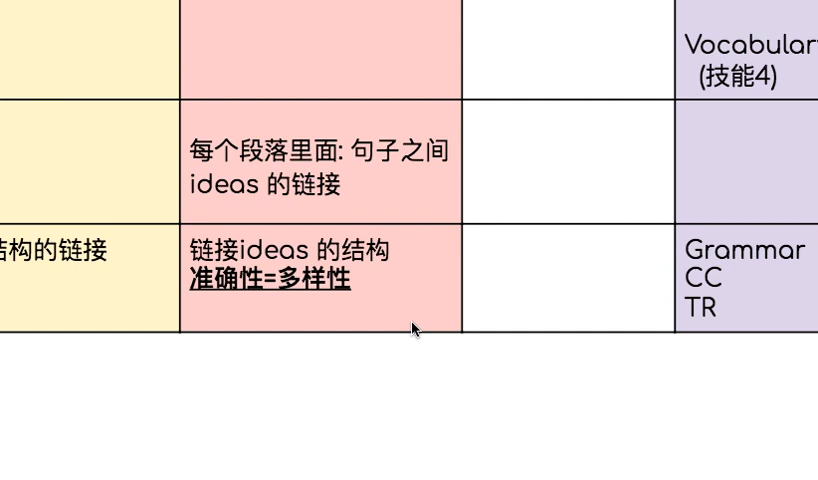 (技能4)
每个段落里面: 句子之间
ideas 的链接
构的链接
链接ideas 的结构
准确性=多样性
Grammar
CC
TR